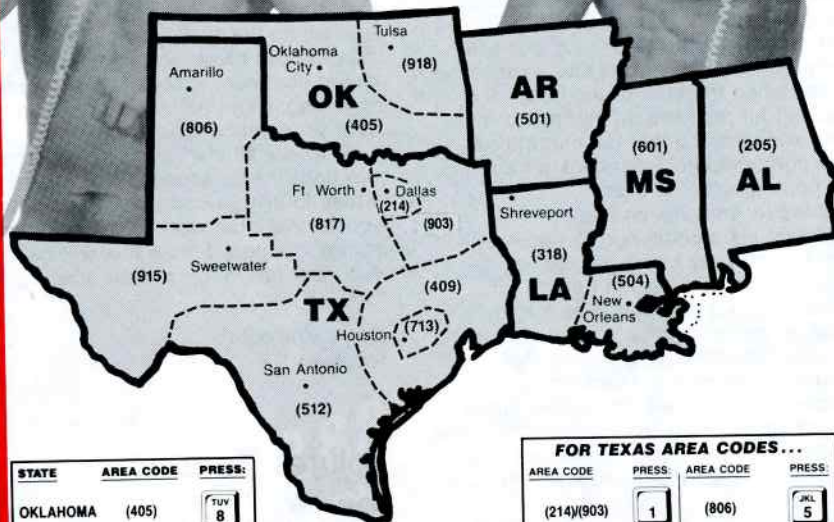 Tulsa
Oklahoma
City
(918)
Amarillo
OK
AR
(501)
(806)
(405)
(601)
(205)
MS
AL
Ft. Worth
Dallas
(214)
(817)
(903)
Shreveport
(915)
Sweetwater
(318)
(504)
(409)
LA
New
Orleans
TX
(713)
Houston
San Antonio
(512)
STATE AREA CODE PRESS:
OKLAHOMA (405) TUV 8
FOR TEXAS AREA CODES...
AREA CODE PRESS: AREA CODE PRESS:
(214)/(903) 1 (806) JKL 5